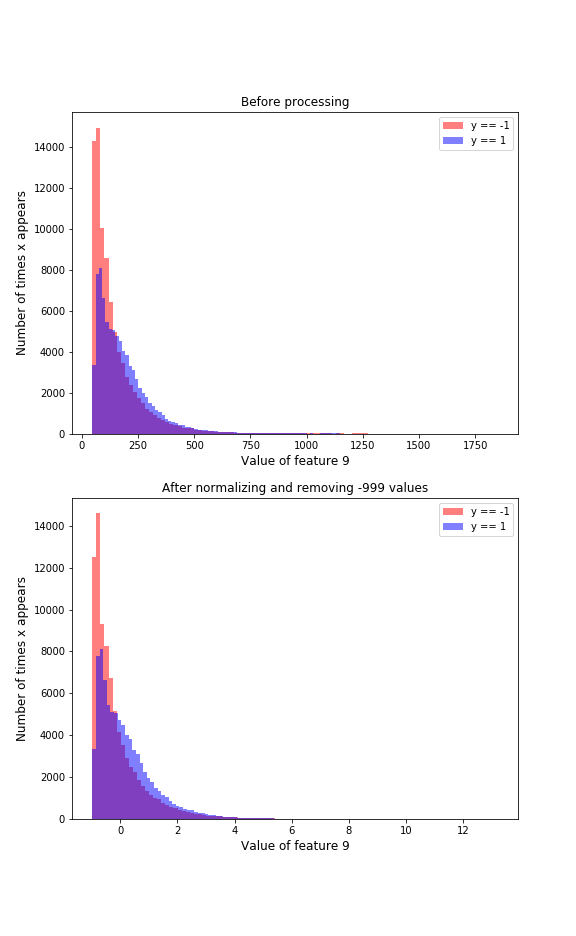 Before processing
y == -1
y == 1
14000
12000
10000
8000
6000
4000
2000
0
Number of times x appears
0 250 500 750 1000 1250 1500 1750
Value of feature 9
After normalizing and removing -999 values
y == -1
y == 1
14000
12000
10000
8000
6000
4000
2000
0
Number of times x appears
0 2 4 6 8 10 12
Value of feature 9